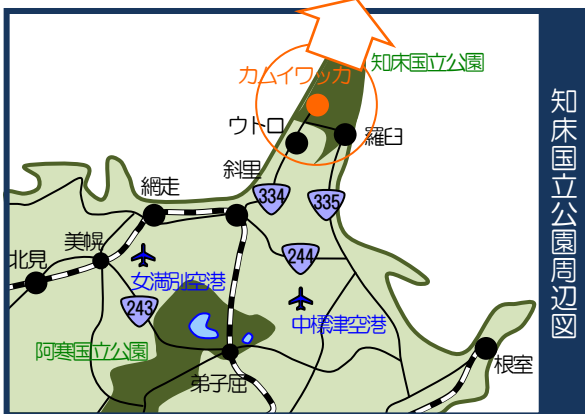 知床国立公園周辺図
知床国立公園
カムイワッカ
ウトロ
羅臼
斜里
334
335
網走
美幌
北見
244
女満別空港
243
中標津空港
阿寒国立公園
弟子屈
根室